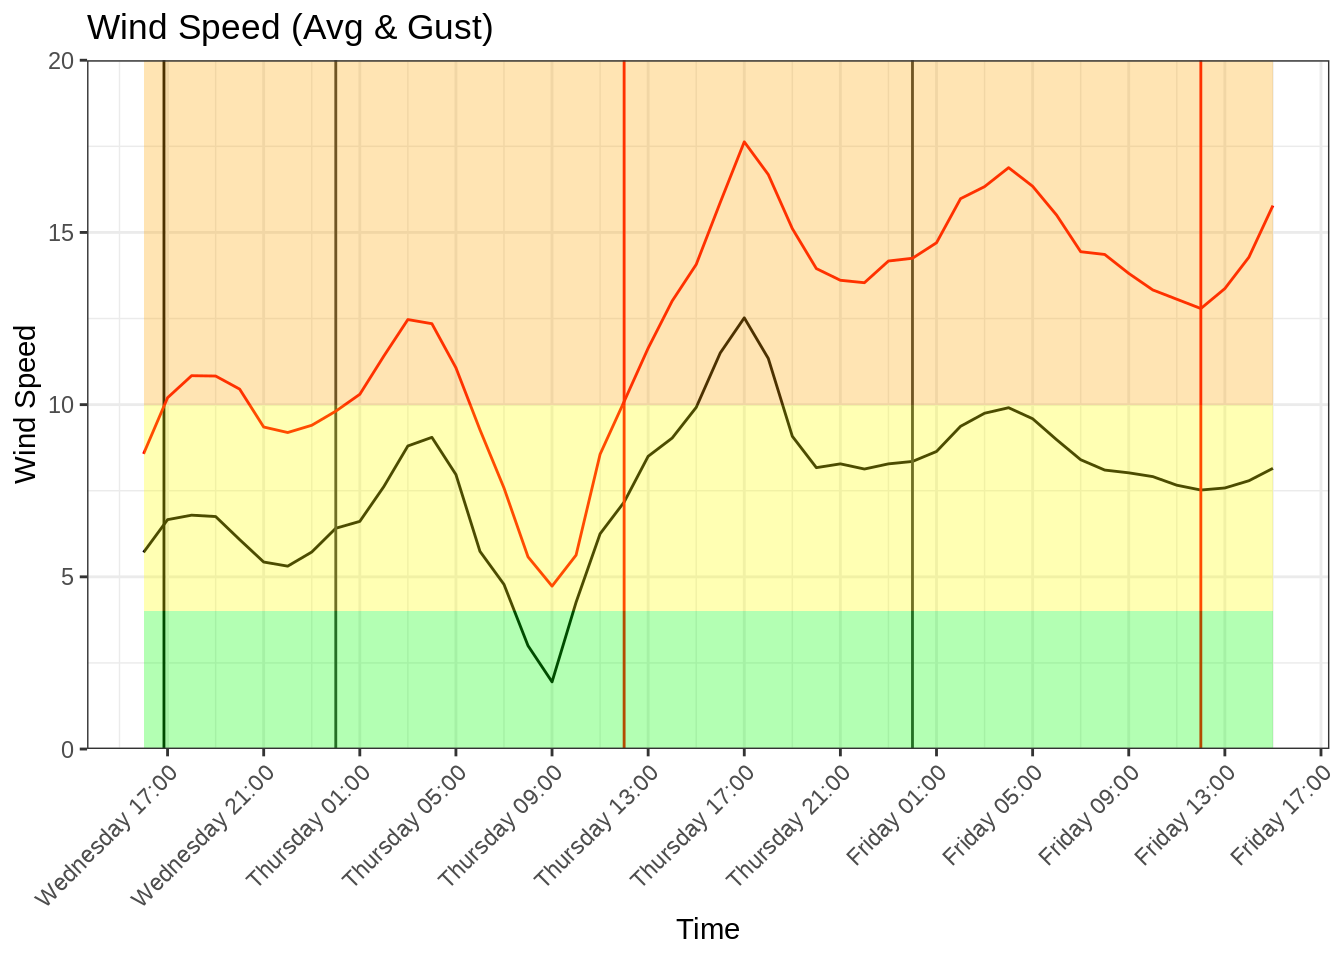 Wind Speed (Avg & Gust)
20
15
10
5
0
Wind Speed
Wednesday 17:00
Wednesday 21:00
Thursday 01:00
Thursday 05:00
Thursday 09:00
Thursday 13:00
Thursday 17:00
Thursday 21:00
Friday 01:00
Friday 05:00
Friday 09:00
Friday 13:00
Friday 17:00
Time